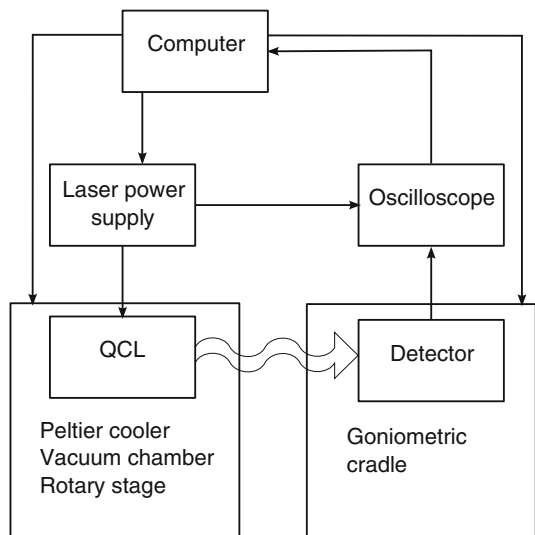 Computer
Laser power
supply
Oscilloscope
QCL
Detector
Peltier cooler
Vacuum chamber
Rotary stage
Goniometric
cradle